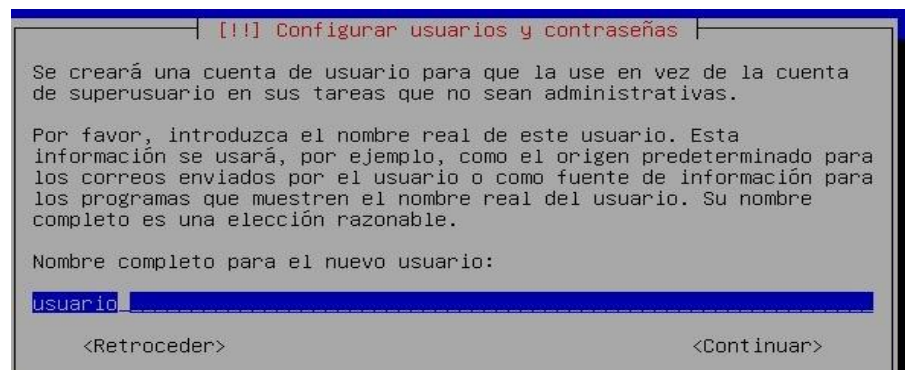 [!!] Configurar usuarios y contraseñas
Se creará una cuenta de usuario para que la use en vez de la cuenta
de superusuario en sus tareas que no sean administrativas.
Por favor, introduzca el nombre real de este usuario. Esta
información se usará, por ejemplo, como el origen predeterminado para
los correos enviados por el usuario o como fuente de información para
los programas que muestren el nombre real del usuario. Su nombre
completo es una elección razonable.
Nombre completo para el nuevo usuario:
usuario
<Retroceder> <Continuar>